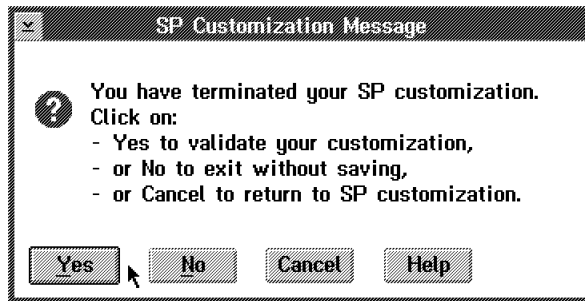 SP Customization Message
You have terminated your SP customization.
Click on:
- Yes to validate your customization,
- or No to exit without saving,
- or Cancel to return to SP customization.
Yes No Cancel Help